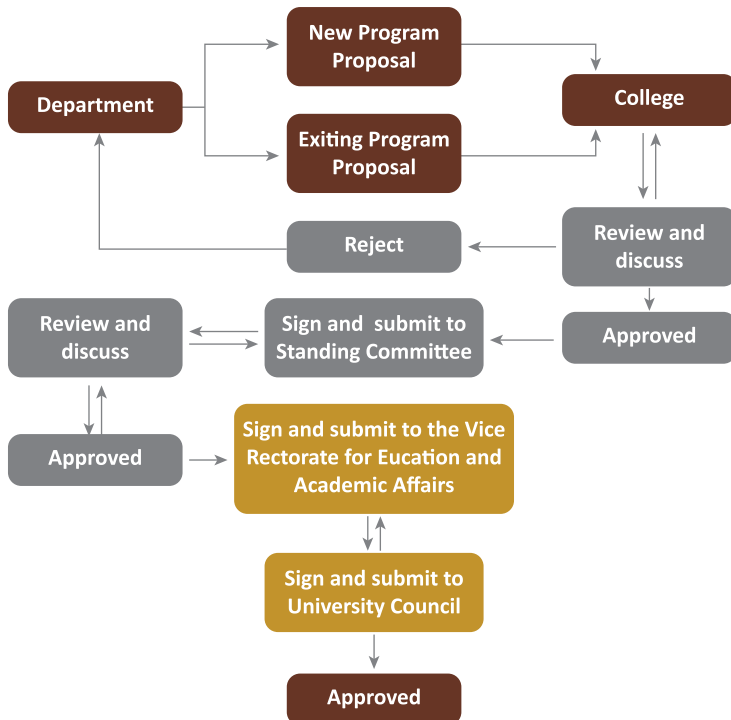 New Program
Proposal
Department
College
Exiting Program
Proposal
Reject
Review and
discuss
Review and
discuss
Sign and submit to
Standing Committee
Approved
Approved
Sign and submit to the Vice
Rectorate for Eucation and
Academic Affairs
Sign and submit to
University Council
Approved